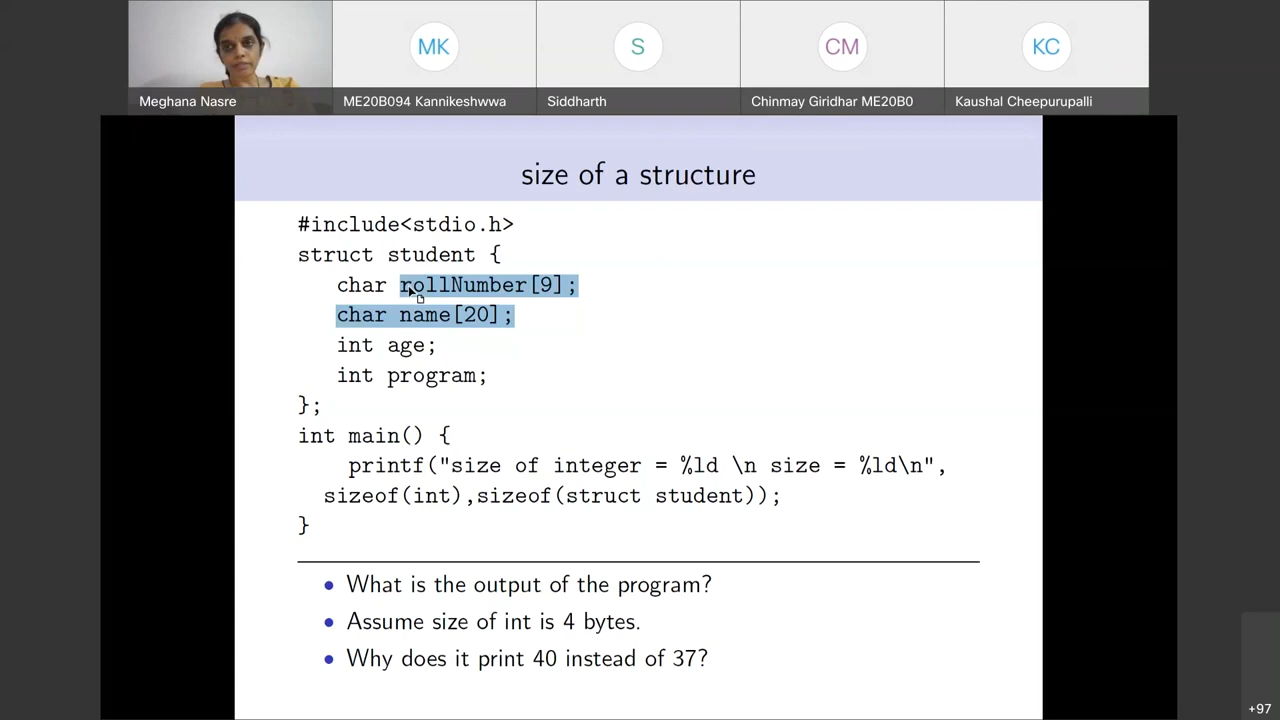 MK
S
CM
KC
Meghana Nasre
ME20B094 Kannikeshwwa
Siddharth
Chinmay Giridhar ME20B0
Kaushal Cheepurupalli
size of a structure
#include<stdio.h>
struct student {
char rollNumber[9];
char name[20];
int age;
int program;
};
int main() {
printf("size of integer = %ld \n size = %ld\n",
sizeof(int),sizeof(struct student));
}
• What is the output of the program?
• Assume size of int is 4 bytes.
• Why does it print 40 instead of 37?
+97